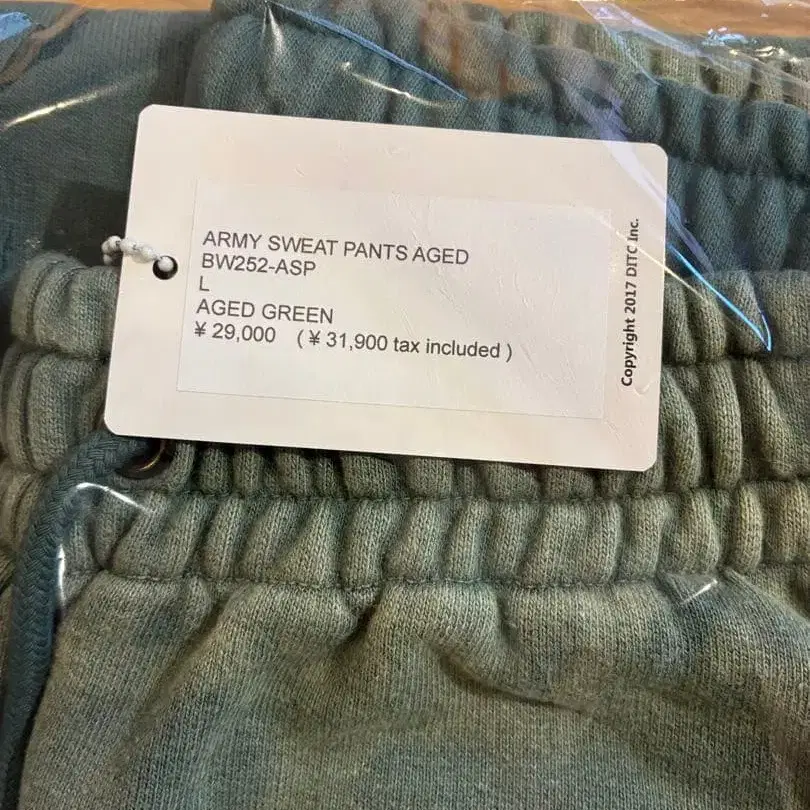 ARMY SWEAT PANTS AGED
BW252-ASP
L
AGED GREEN
¥ 29,000 ( ¥ 31,900 tax included )
Copyright 2017 DITC Inc.